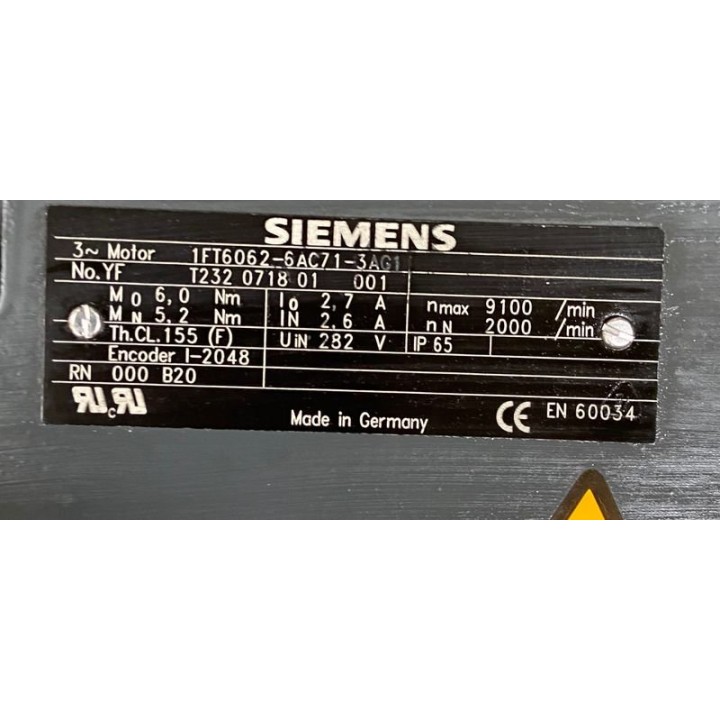 SIEMENS
3~ Motor 1FT6062-6AC71-3AG1
No.YF T232 0718 01 001
M0 6,0 Nm I0 2,7 A nmax 9100 /min
MN 5,2 Nm IN 2,6 A nN 2000 /min
Th.CL.155 (F) UIN 282 V IP 65
Encoder I-2048
RN 000 B20
Made in Germany CE EN 60034